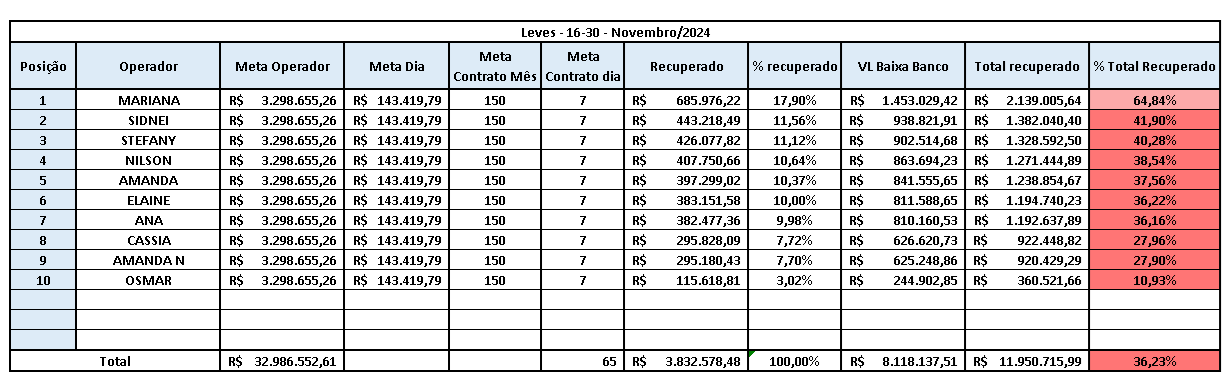 Leves - 16-30 - Novembro/2024
Posição Operador Meta Operador Meta Dia Meta Contrato Mês Meta Contrato dia Recuperado % recuperado VL Baixa Banco Total recuperado % Total Recuperado
1 MARIANA R$ 3.298.655,26 R$ 143.419,79 150 7 R$ 685.976,22 17,90% R$ 1.453.029,42 R$ 2.139.005,64 64,84%
2 SIDNEI R$ 3.298.655,26 R$ 143.419,79 150 7 R$ 443.218,49 11,56% R$ 938.821,91 R$ 1.382.040,40 41,90%
3 STEFANY R$ 3.298.655,26 R$ 143.419,79 150 7 R$ 426.077,82 11,12% R$ 902.514,68 R$ 1.328.592,50 40,28%
4 NILSON R$ 3.298.655,26 R$ 143.419,79 150 7 R$ 407.750,66 10,64% R$ 863.694,23 R$ 1.271.444,89 38,54%
5 AMANDA R$ 3.298.655,26 R$ 143.419,79 150 7 R$ 397.299,02 10,37% R$ 841.555,65 R$ 1.238.854,67 37,56%
6 ELAINE R$ 3.298.655,26 R$ 143.419,79 150 7 R$ 383.151,58 10,00% R$ 811.588,65 R$ 1.194.740,23 36,22%
7 ANA R$ 3.298.655,26 R$ 143.419,79 150 7 R$ 382.477,36 9,98% R$ 810.160,53 R$ 1.192.637,89 36,16%
8 CASSIA R$ 3.298.655,26 R$ 143.419,79 150 7 R$ 295.828,09 7,72% R$ 626.620,73 R$ 922.448,82 27,96%
9 AMANDA N R$ 3.298.655,26 R$ 143.419,79 150 7 R$ 295.180,43 7,70% R$ 625.248,86 R$ 920.429,29 27,90%
10 OSMAR R$ 3.298.655,26 R$ 143.419,79 150 7 R$ 115.618,81 3,02% R$ 244.902,85 R$ 360.521,66 10,93%
Total R$ 32.986.552,61 65 R$ 3.832.578,48 100,00% R$ 8.118.137,51 R$ 11.950.715,99 36,23%